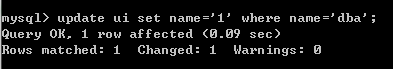 mysql> update ui set name='1' where name='dba';
Query OK, 1 row affected (0.09 sec)
Rows matched: 1  Changed: 1  Warnings: 0